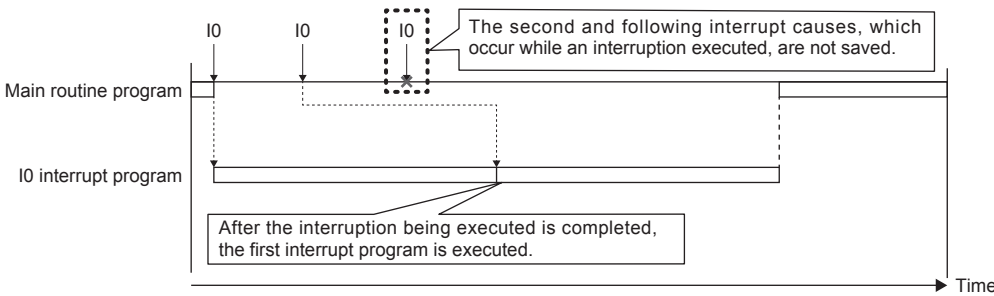 I0 I0 I0
The second and following interrupt causes, which
occur while an interruption executed, are not saved.
Main routine program
I0 interrupt program
After the interruption being executed is completed,
the first interrupt program is executed.
Time